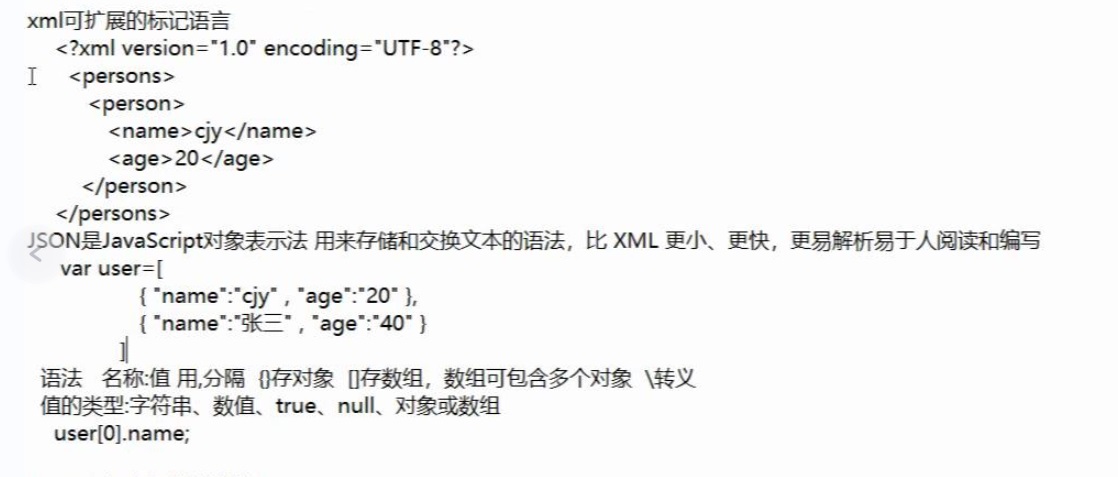 xml可扩展的标记语言
<?xml version="1.0" encoding="UTF-8"?>
<persons>
<person>
<name>cjy</name>
<age>20</age>
</person>
</persons>
JSON是JavaScript对象表示法 用来存储和交换文本的语法，比 XML 更小、更快，更易解析易于人阅读和编写
var user=[
{ "name":"cjy" , "age":"20" },
{ "name":"张三" , "age":"40" }
]
语法 名称:值 用,分隔 {}存对象 []存数组，数组可包含多个对象 \转义
值的类型:字符串、数值、true、null、对象或数组
user[0].name;